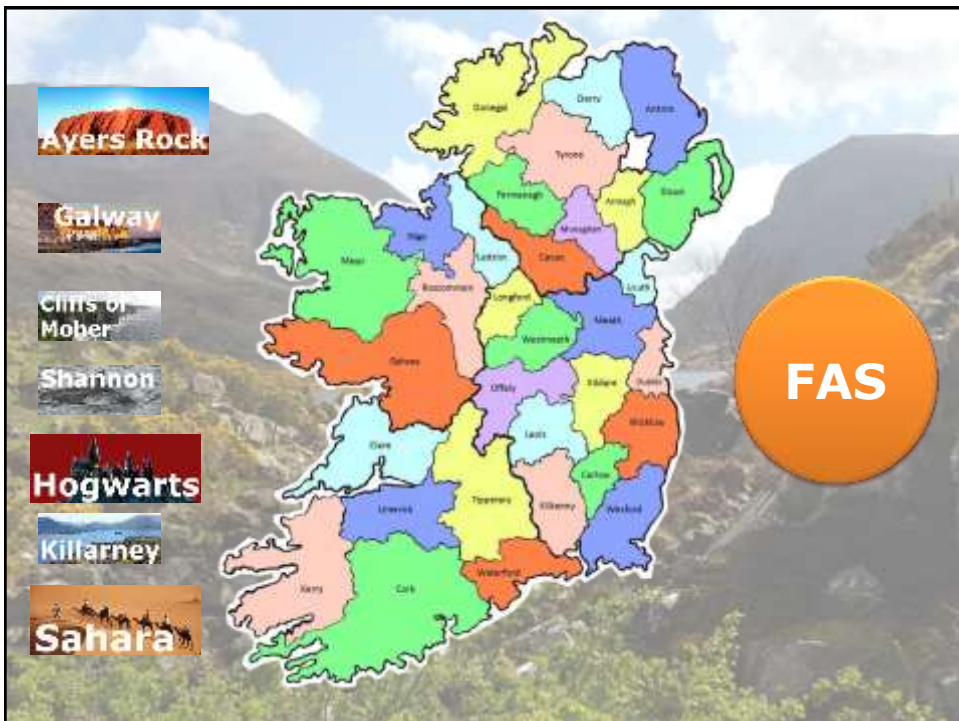 Ayers Rock
Galway
Cliffs of
Moher
Shannon
Hogwarts
Killarney
Sahara
Donegal
Derry
Antrim
Tyrone
Fermanagh
Armagh
Down
Monaghan
Sligo
Leitrim
Cavan
Mayo
Roscommon
Longford
Louth
Meath
Westmeath
Galway
Offaly
Kildare
Dublin
Wicklow
Laois
Clare
Carlow
Tipperary
Kilkenny
Wexford
Limerick
Waterford
Kerry
Cork
FAS